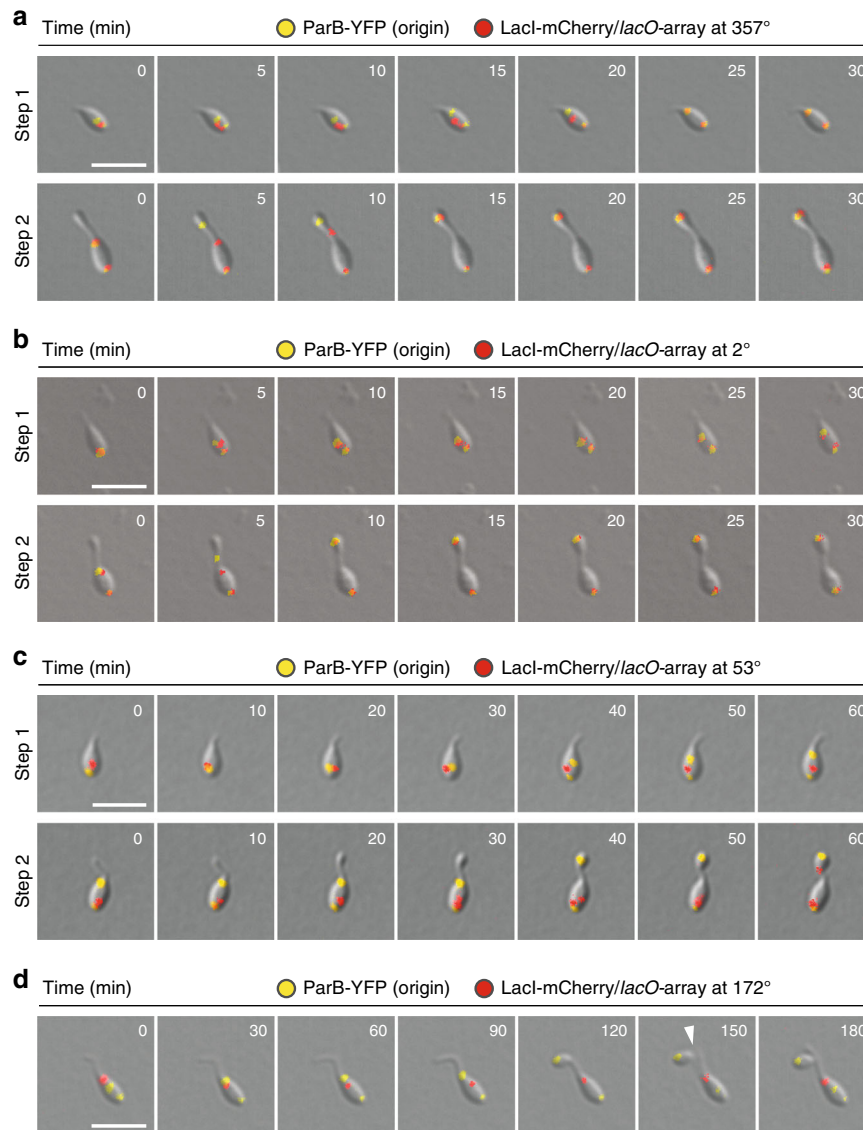 a
Time (min) ParB-YFP (origin) LacI-mCherry/lacO-array at 357°
Step 1
0 5 10 15 20 25 30
Step 2
0 5 10 15 20 25 30
b
Time (min) ParB-YFP (origin) LacI-mCherry/lacO-array at 2°
Step 1
0 5 10 15 20 25 30
Step 2
0 5 10 15 20 25 30
c
Time (min) ParB-YFP (origin) LacI-mCherry/lacO-array at 53°
Step 1
0 10 20 30 40 50 60
Step 2
0 10 20 30 40 50 60
d
Time (min) ParB-YFP (origin) LacI-mCherry/lacO-array at 172°
0 30 60 90 120 150 180